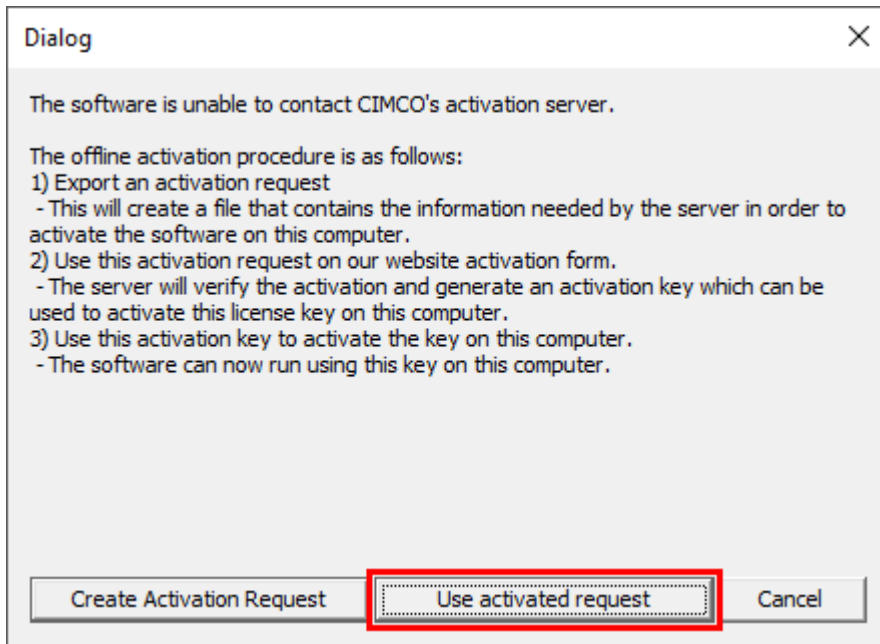 Dialog
The software is unable to contact CIMCO's activation server.
The offline activation procedure is as follows:
1) Export an activation request
- This will create a file that contains the information needed by the server in order to
activate the software on this computer.
2) Use this activation request on our website activation form.
- The server will verify the activation and generate an activation key which can be
used to activate this license key on this computer.
3) Use this activation key to activate the key on this computer.
- The software can now run using this key on this computer.
Create Activation Request Use activated request Cancel